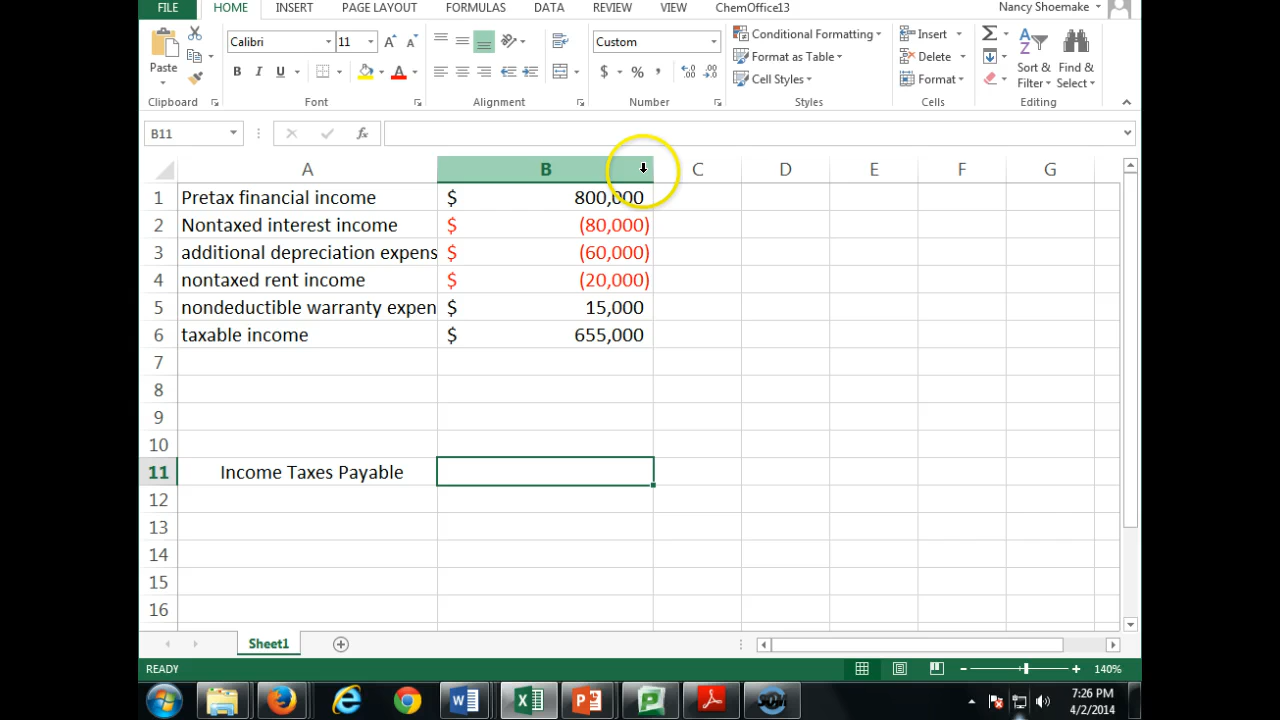 FILE HOME INSERT PAGE LAYOUT FORMULAS DATA REVIEW VIEW ChemOffice13 Nancy Shoemake
Calibri 11 Custom Conditional Formatting Insert
Paste B I U $ % , Format as Table Delete Sort & Find &
Cell Styles Format Filter Select
Clipboard Font Alignment Number Styles Cells Editing
B11 fx
A B C D E F G
1 Pretax financial income $ 800,000
2 Nontaxed interest income $ (80,000)
3 additional depreciation expens $ (60,000)
4 nontaxed rent income $ (20,000)
5 nondeductible warranty expen $ 15,000
6 taxable income $ 655,000
7
8
9
10
11 Income Taxes Payable
12
13
14
15
16
Sheet1
READY 140%
7:26 PM
4/2/2014